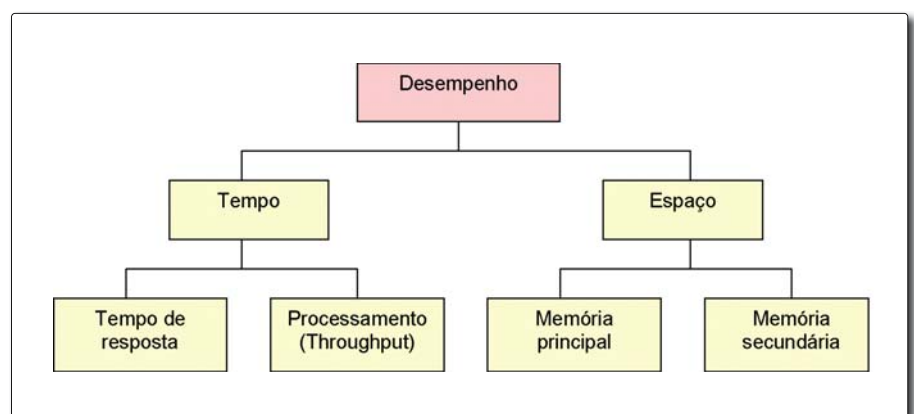 Desempenho
Tempo
Espaço
Tempo de
resposta
Processamento
(Throughput)
Memória
principal
Memória
secundária